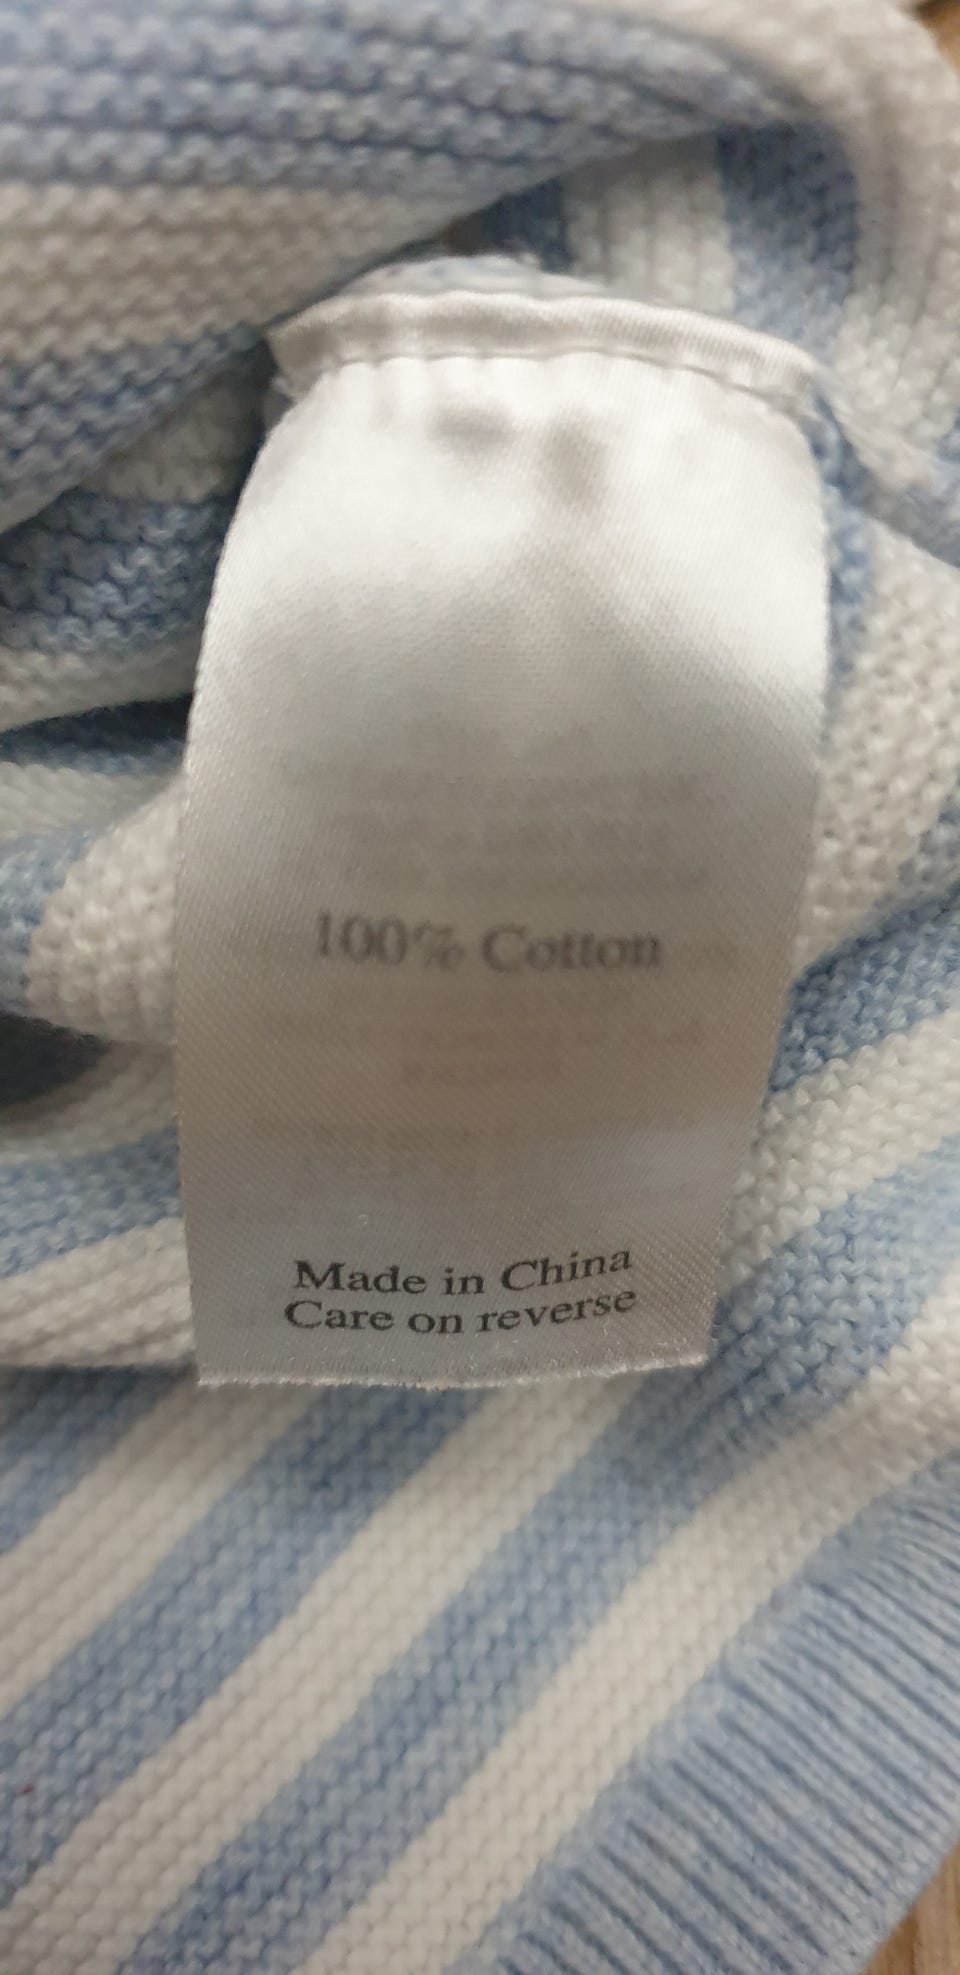 100% Cotton
Made in China
Care on reverse